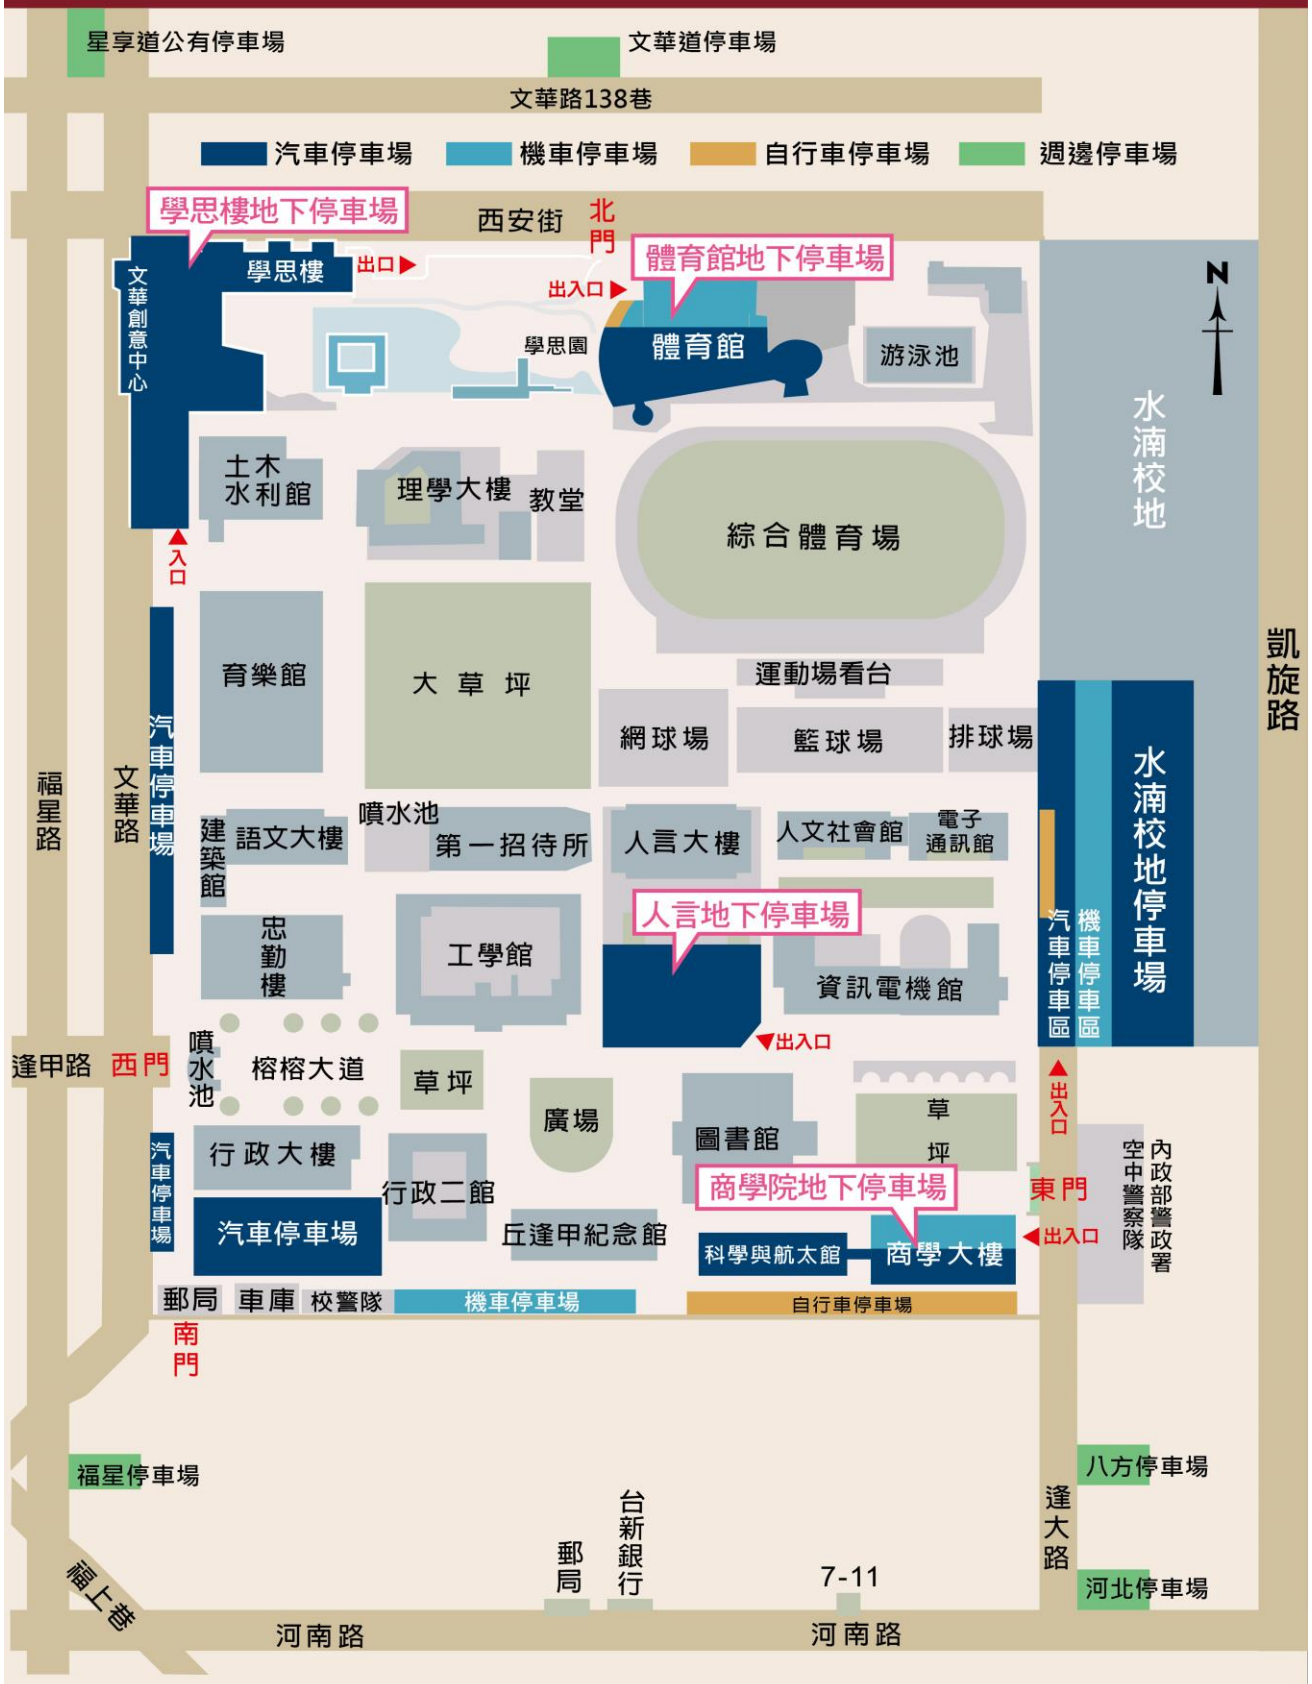 星享道公有停車場
文華道停車場
文華路138巷
汽車停車場
機車停車場
自行車停車場
週邊停車場
學思樓地下停車場
西安街
北門
體育館地下停車場
文華創意中心
學思樓
出口
出入口
N
學思園
體育館
游泳池
水湳校地
土木
水利館
理學大樓
教堂
綜合體育場
入口
凱旋路
育樂館
大草坪
運動場看台
網球場
籃球場
排球場
汽車停車場
福星路
文華路
水湳校地停車場
噴水池
建築館
語文大樓
第一招待所
人言大樓
人文社會館
電子
通訊館
人言地下停車場
汽車停車區
機車停車區
忠勤樓
工學館
資訊電機館
出入口
逢甲路
西門
噴水池
榕榕大道
草坪
廣場
圖書館
草坪
出入口
汽車停車場
行政大樓
行政二館
商學院地下停車場
東門
內政部警政署
空中警察隊
汽車停車場
丘逢甲紀念館
科學與航太館
商學大樓
出入口
郵局
車庫
校警隊
機車停車場
自行車停車場
南門
福星停車場
八方停車場
逢大路
台新銀行
郵局
7-11
河北停車場
福上巷
河南路
河南路